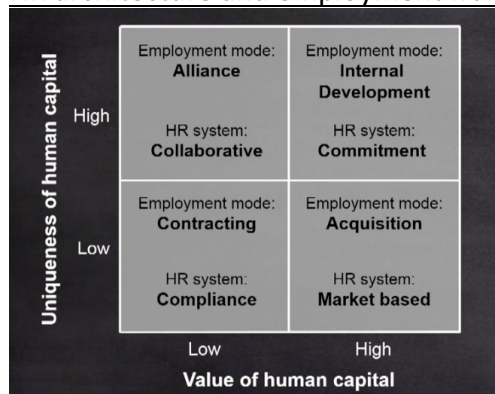 Uniqueness of human capital
High
Employment mode:
Alliance
HR system:
Collaborative
Employment mode:
Internal
Development
HR system:
Commitment
Low
Employment mode:
Contracting
HR system:
Compliance
Employment mode:
Acquisition
HR system:
Market based
Low
High
Value of human capital